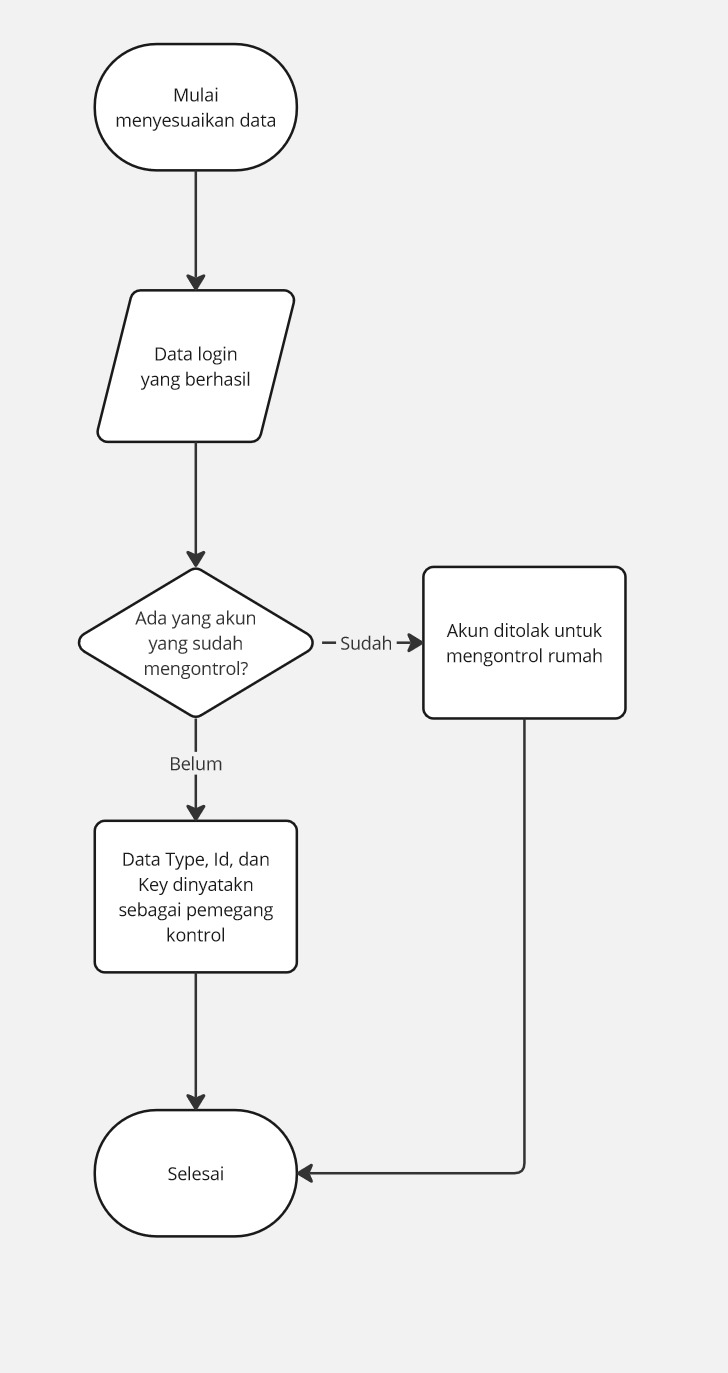 Mulai
menyesuaikan data
Data login
yang berhasil
Ada yang akun
yang sudah
mengontrol?
Sudah
Akun ditolak untuk
mengontrol rumah
Belum
Data Type, Id, dan
Key dinyatakn
sebagai pemegang
kontrol
Selesai